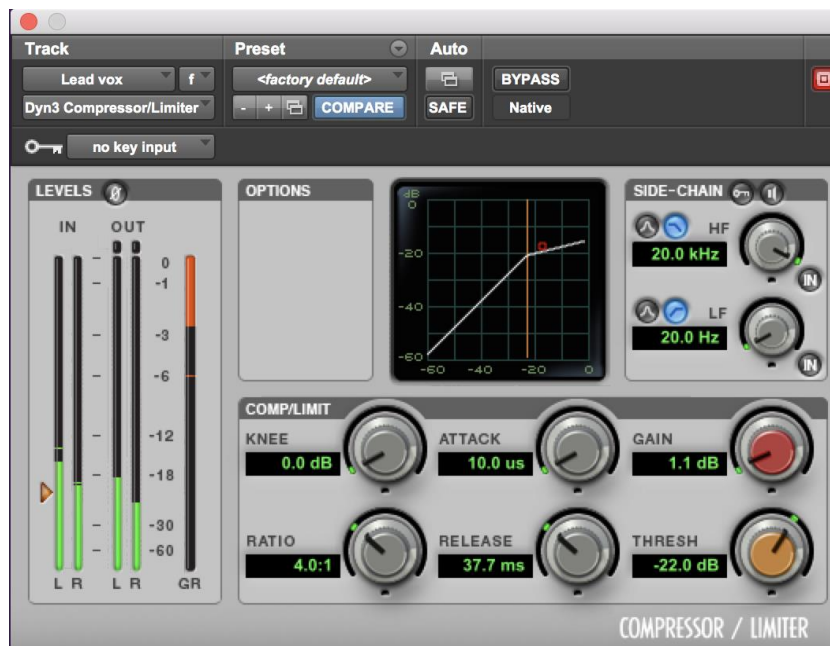 Track Preset Auto
Lead vox f <factory default> BYPASS
Dyn3 Compressor/Limiter - + COMPARE SAFE Native
no key input
LEVELS Ø OPTIONS SIDE-CHAIN
IN OUT
0
-1
-3
-6
-12
-18
-30
-60
L R L R GR
dB
0
-20
-40
-60
-60 -40 -20 0
HF
20.0 kHz
IN
LF
20.0 Hz
IN
COMP/LIMIT
KNEE ATTACK GAIN
0.0 dB 10.0 us 1.1 dB
RATIO RELEASE THRESH
4.0:1 37.7 ms -22.0 dB
COMPRESSOR / LIMITER